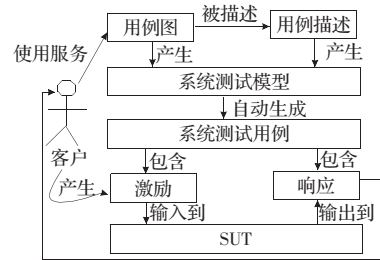 被描述
用例图
用例描述
使用服务
产生
产生
系统测试模型
自动生成
系统测试用例
客户
包含
包含
产生
激励
响应
输入到
输出到
SUT